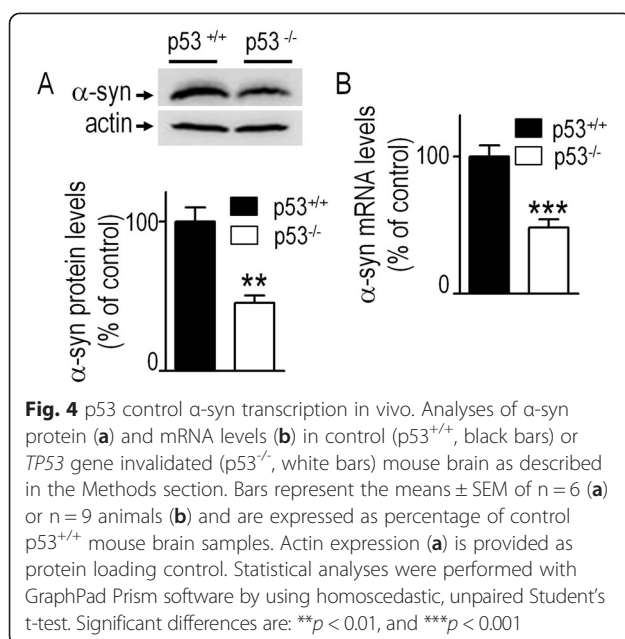 p53 +/+ p53 -/-
A
α-syn
actin
B
p53+/+
p53-/-
α-syn protein levels
(% of control)
100
0
**
p53+/+
p53-/-
α-syn mRNA levels
(% of control)
100
0
***
Fig. 4 p53 control α-syn transcription in vivo. Analyses of α-syn
protein (a) and mRNA levels (b) in control (p53+/+, black bars) or
TP53 gene invalidated (p53-/-, white bars) mouse brain as described
in the Methods section. Bars represent the means ± SEM of n = 6 (a)
or n = 9 animals (b) and are expressed as percentage of control
p53+/+ mouse brain samples. Actin expression (a) is provided as
protein loading control. Statistical analyses were performed with
GraphPad Prism software by using homoscedastic, unpaired Student's
t-test. Significant differences are: **p < 0.01, and ***p < 0.001